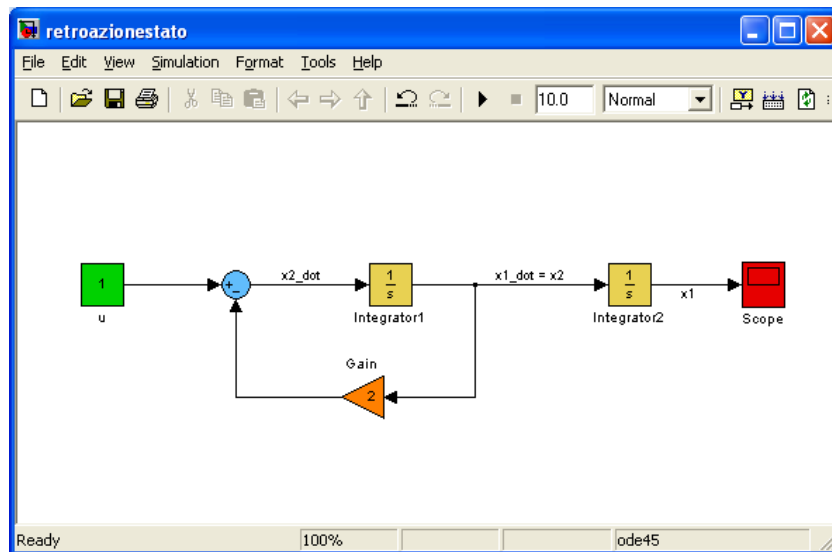 retroazionestato
File Edit View Simulation Format Tools Help
10.0 Normal
1
u
+
-
x2_dot
1
s
Integrator1
x1_dot = x2
1
s
Integrator2
x1
Scope
Gain
2
Ready 100% ode45